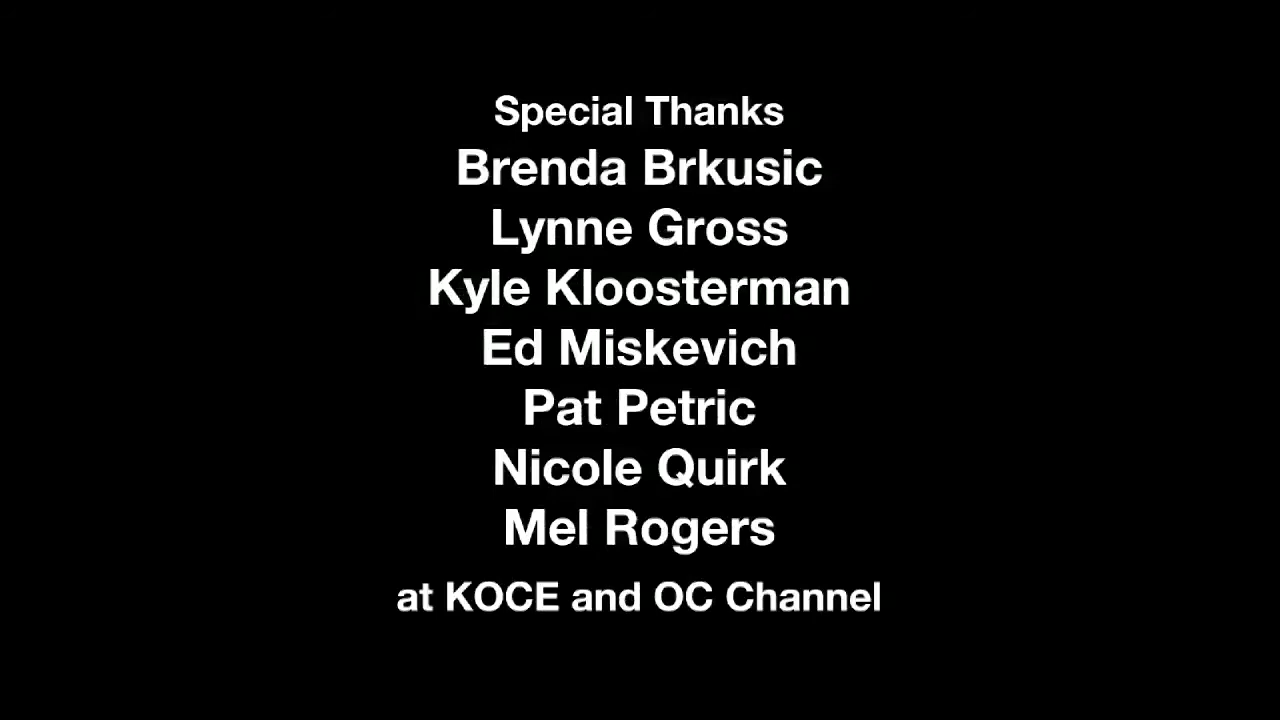 Special Thanks
Brenda Brkusic
Lynne Gross
Kyle Kloosterman
Ed Miskevich
Pat Petric
Nicole Quirk
Mel Rogers
at KOCE and OC Channel